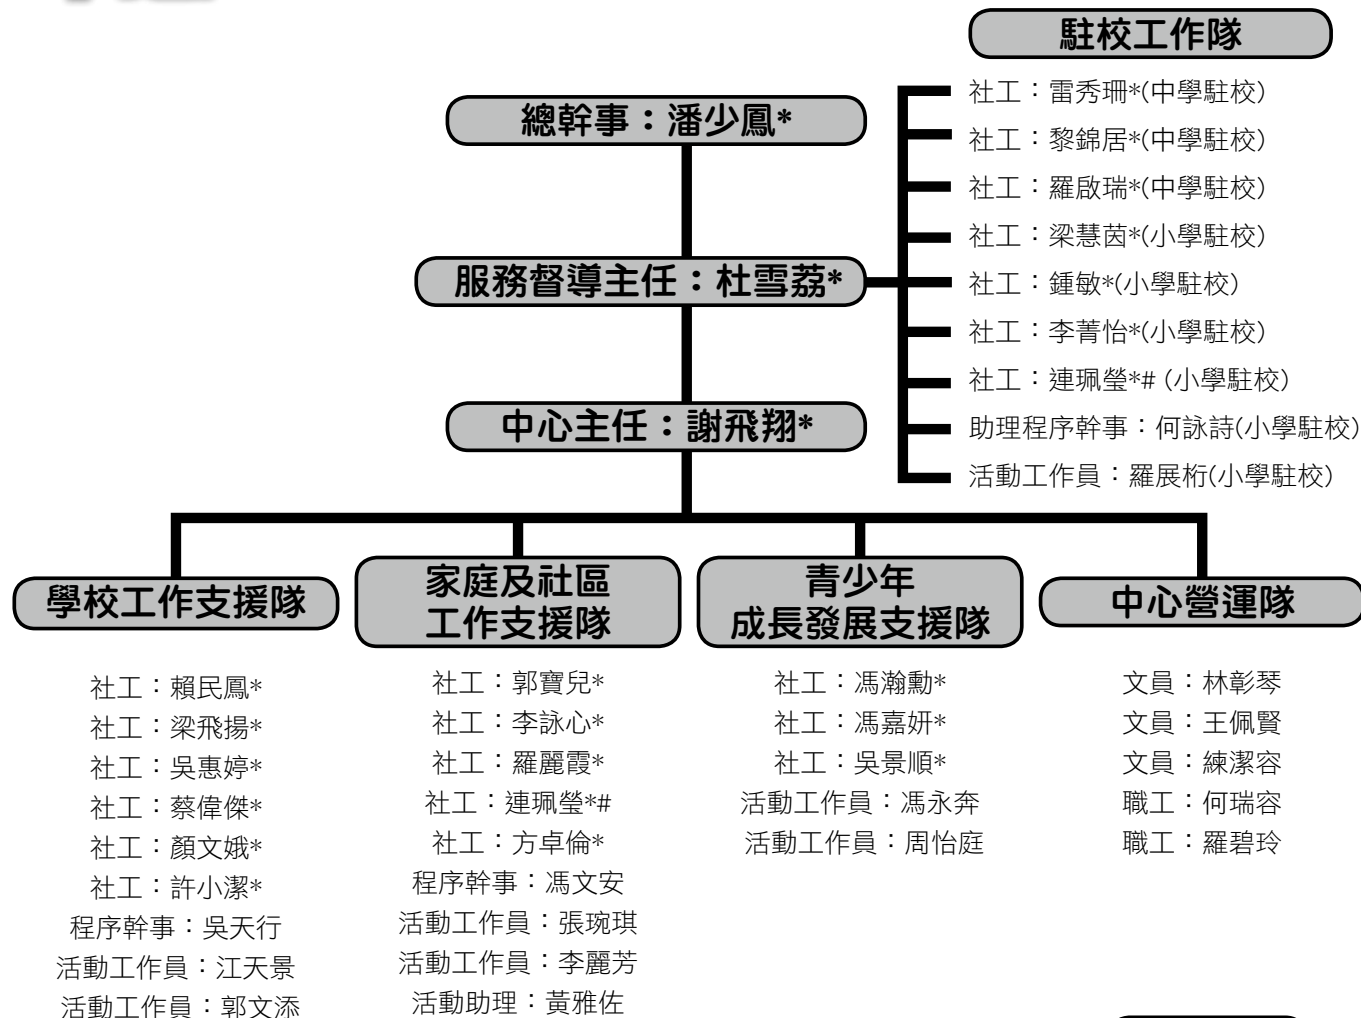 駐校工作隊
社工：雷秀珊*(中學駐校)
社工：黎錦居*(中學駐校)
社工：羅啟瑞*(中學駐校)
社工：梁慧茵*(小學駐校)
社工：鍾敏*(小學駐校)
社工：李菁怡*(小學駐校)
社工：連珮瑩*# (小學駐校)
助理程序幹事：何詠詩(小學駐校)
活動工作員：羅展桁(小學駐校)
總幹事：潘少鳳*
服務督導主任：杜雪荔*
中心主任：謝飛翔*
學校工作支援隊
社工：賴民鳳*
社工：梁飛揚*
社工：吳惠婷*
社工：蔡偉傑*
社工：顏文娥*
社工：許小潔*
程序幹事：吳天行
活動工作員：江天景
活動工作員：郭文添
家庭及社區
工作支援隊
社工：郭寶兒*
社工：李詠心*
社工：羅麗霞*
社工：連珮瑩*#
社工：方卓倫*
程序幹事：馮文安
活動工作員：張琬琪
活動工作員：李麗芳
活動助理：黃雅佐
青少年
成長發展支援隊
社工：馮瀚勳*
社工：馮嘉妍*
社工：吳景順*
活動工作員：馮永奔
活動工作員：周怡庭
中心營運隊
文員：林彰琴
文員：王佩賢
文員：練潔容
職工：何瑞容
職工：羅碧玲